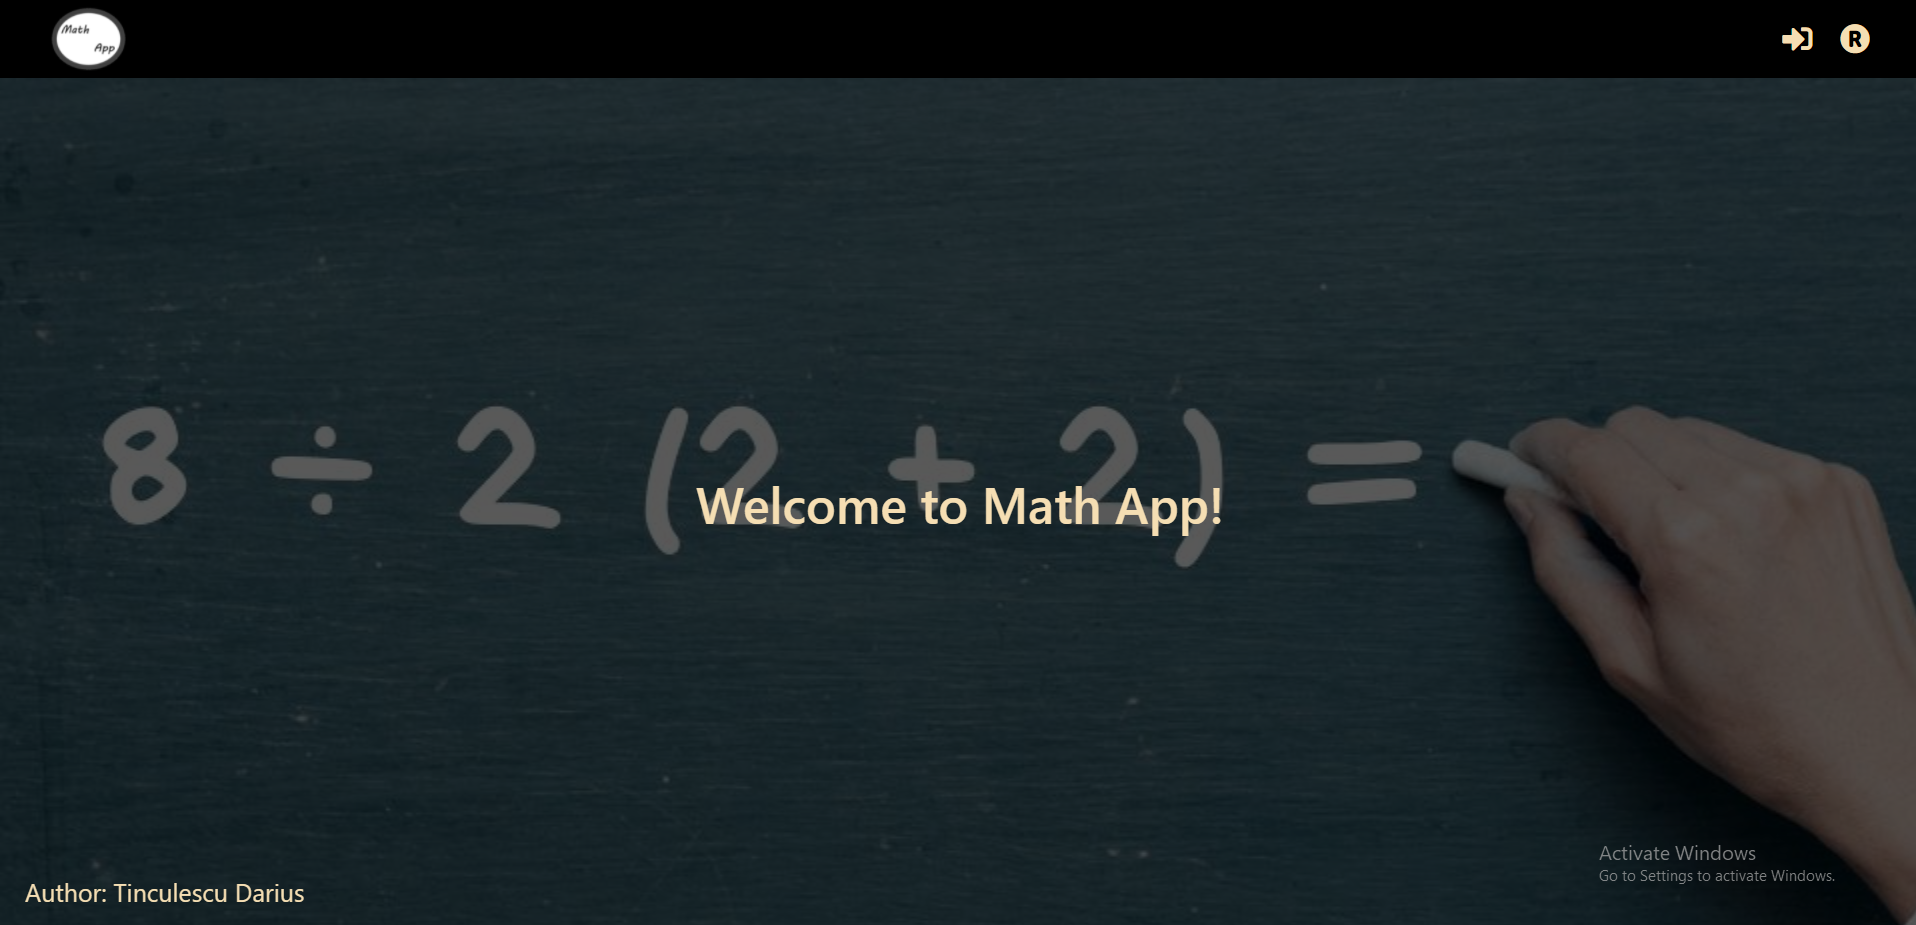 Math
App
R
8 ÷ 2 (2 + 2) =
Welcome to Math App!
Activate Windows
Go to Settings to activate Windows.
Author: Tinculescu Darius